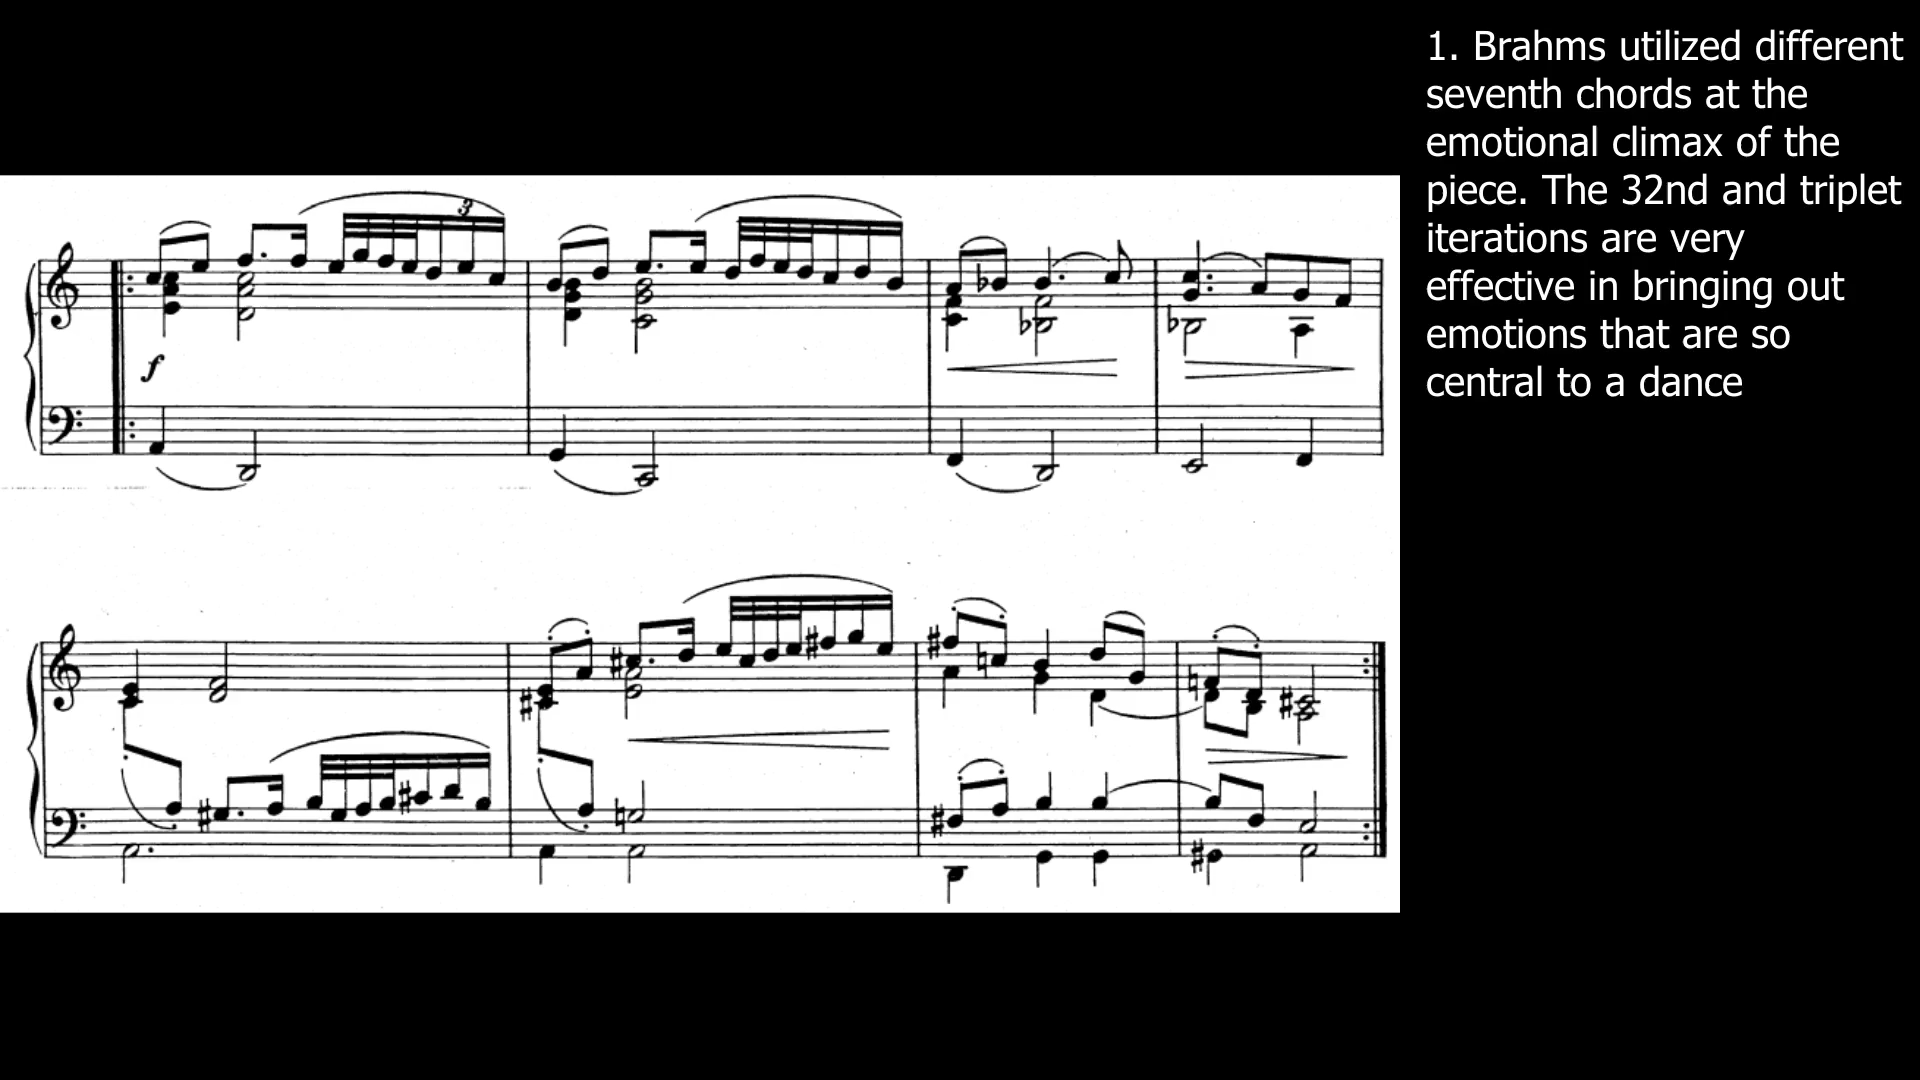 1. Brahms utilized different
seventh chords at the
emotional climax of the
piece. The 32nd and triplet
iterations are very
effective in bringing out
emotions that are so
central to a dance
3
f